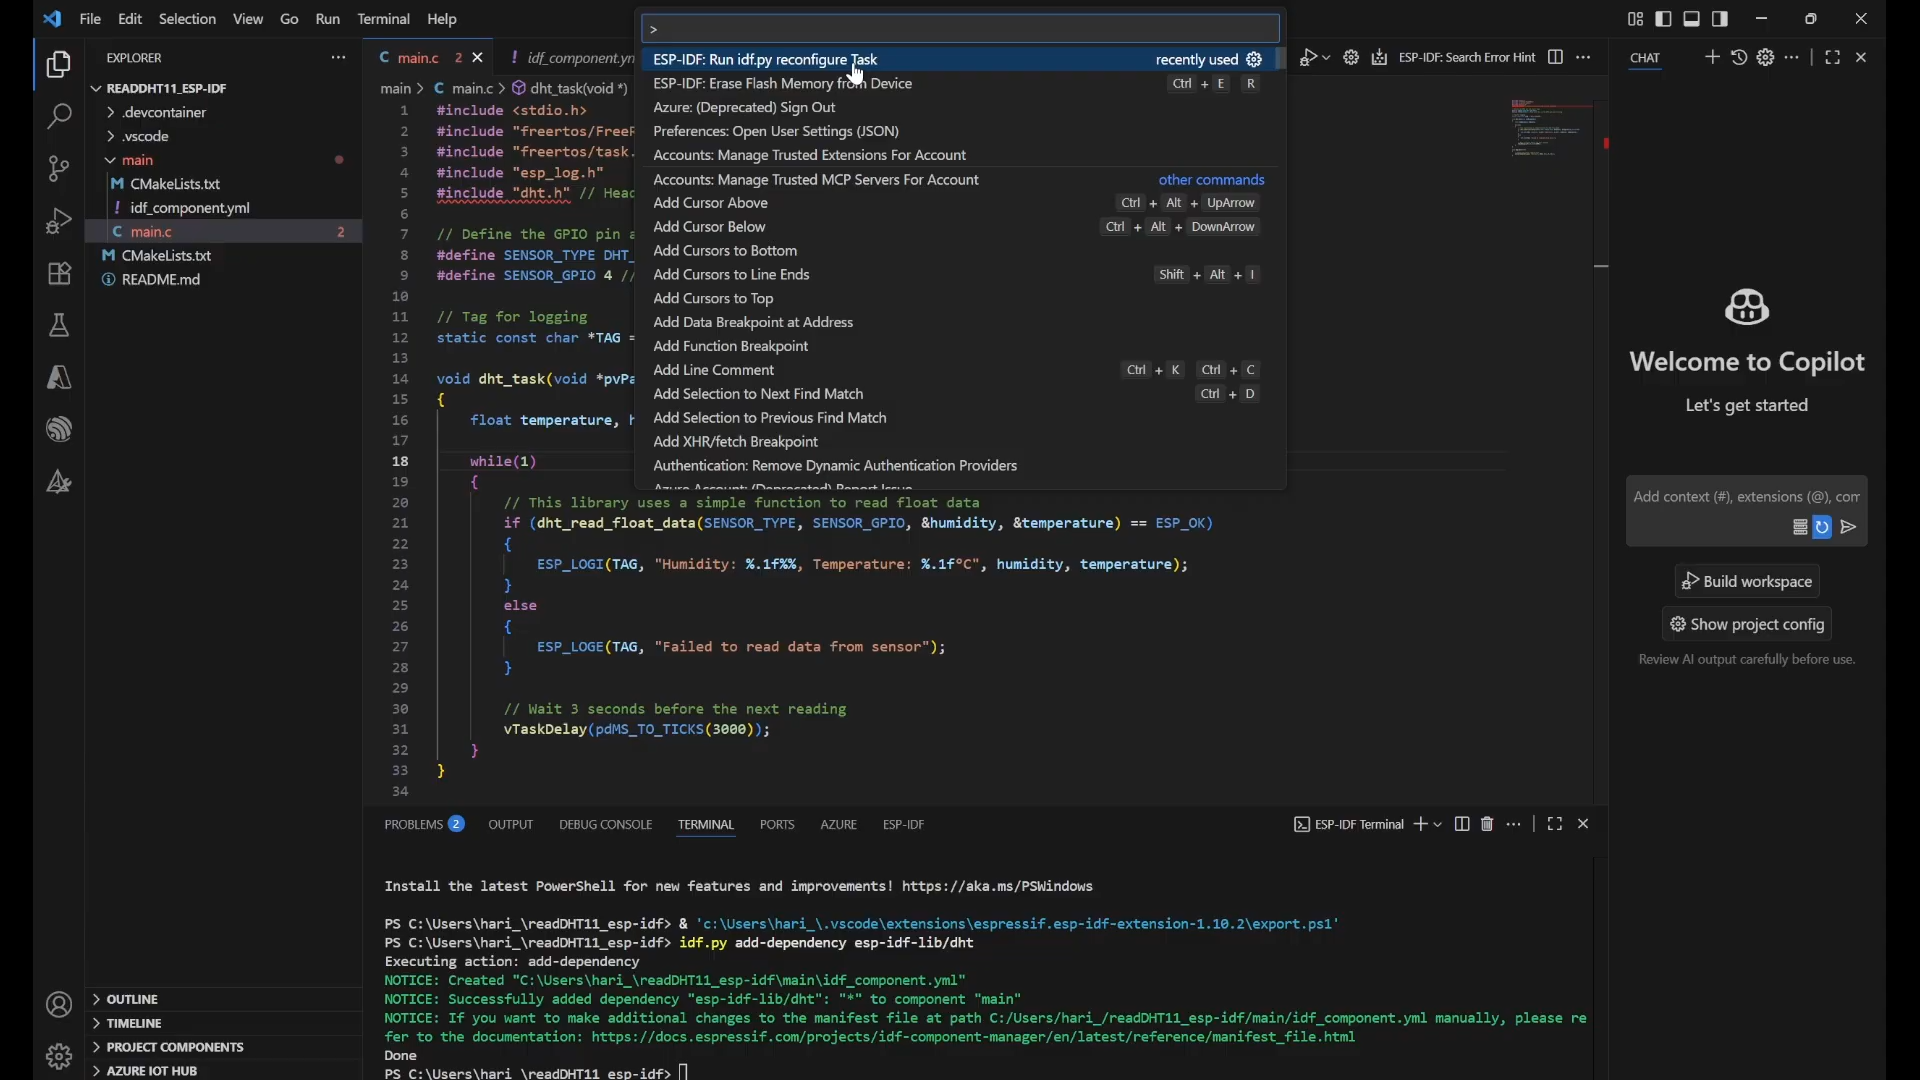 File Edit Selection View Go Run Terminal Help
>
ESP-IDF: Run idf.py reconfigure Task recently used
ESP-IDF: Erase Flash Memory from Device Ctrl + E R
Azure: (Deprecated) Sign Out
Preferences: Open User Settings (JSON)
Accounts: Manage Trusted Extensions For Account
Accounts: Manage Trusted MCP Servers For Account other commands
Add Cursor Above Ctrl + Alt + UpArrow
Add Cursor Below Ctrl + Alt + DownArrow
Add Cursors to Bottom
Add Cursors to Line Ends Shift + Alt + I
Add Cursors to Top
Add Data Breakpoint at Address
Add Function Breakpoint
Add Line Comment Ctrl + K Ctrl + C
Add Selection to Next Find Match Ctrl + D
Add Selection to Previous Find Match
Add XHR/fetch Breakpoint
Authentication: Remove Dynamic Authentication Providers
Azure Account: (Deprecated) Report Issue
EXPLORER
READDHT11_ESP-IDF
.devcontainer
.vscode
main
M CMakeLists.txt
! idf_component.yml
C main.c 2
M CMakeLists.txt
README.md
OUTLINE
TIMELINE
PROJECT COMPONENTS
AZURE IOT HUB
C main.c 2 ! idf_component.yn
ESP-IDF: Search Error Hint
main > C main.c > dht_task(void *)
1 #include <stdio.h>
2 #include "freertos/FreeR
3 #include "freertos/task.
4 #include "esp_log.h"
5 #include "dht.h" // Head
6
7 // Define the GPIO pin a
8 #define SENSOR_TYPE DHT_
9 #define SENSOR_GPIO 4 //
10
11 // Tag for logging
12 static const char *TAG =
13
14 void dht_task(void *pvPa
15 {
16 float temperature, h
17
18 while(1)
19 {
20 // This library uses a simple function to read float data
21 if (dht_read_float_data(SENSOR_TYPE, SENSOR_GPIO, &humidity, &temperature) == ESP_OK)
22 {
23 ESP_LOGI(TAG, "Humidity: %.1f%%, Temperature: %.1f°C", humidity, temperature);
24 }
25 else
26 {
27 ESP_LOGE(TAG, "Failed to read data from sensor");
28 }
29
30 // Wait 3 seconds before the next reading
31 vTaskDelay(pdMS_TO_TICKS(3000));
32 }
33 }
34
PROBLEMS 2 OUTPUT DEBUG CONSOLE TERMINAL PORTS AZURE ESP-IDF
ESP-IDF Terminal
Install the latest PowerShell for new features and improvements! https://aka.ms/PSWindows
PS C:\Users\hari_\readDHT11_esp-idf> & 'c:\Users\hari_\.vscode\extensions\espressif.esp-idf-extension-1.10.2\export.ps1'
PS C:\Users\hari_\readDHT11_esp-idf> idf.py add-dependency esp-idf-lib/dht
Executing action: add-dependency
NOTICE: Created "C:\Users\hari_\readDHT11_esp-idf\main\idf_component.yml"
NOTICE: Successfully added dependency "esp-idf-lib/dht": "*" to component "main"
NOTICE: If you want to make additional changes to the manifest file at path C:/Users/hari_/readDHT11_esp-idf/main/idf_component.yml manually, please re
fer to the documentation: https://docs.espressif.com/projects/idf-component-manager/en/latest/reference/manifest_file.html
Done
PS C:\Users\hari_\readDHT11_esp-idf>
CHAT
Welcome to Copilot
Let's get started
Add context (#), extensions (@), com
Build workspace
Show project config
Review AI output carefully before use.